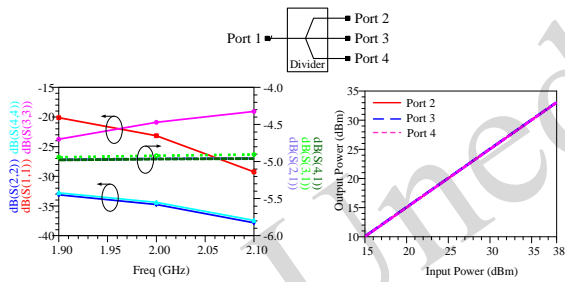 Port 1
Port 2
Port 3
Port 4
Divider
dB(S(2,2))
dB(S(4,4))
dB(S(1,1))
dB(S(3,3))
-15
-20
-25
-30
-35
-40
-4.0
-4.5
-5.0
-5.5
-6.0
1.90
1.95
2.00
2.05
2.10
Freq (GHz)
dB(S(2,1))
dB(S(3,1))
dB(S(4,1))
Output Power (dBm)
35
30
25
20
15
10
Port 2
Port 3
Port 4
15
20
25
30
35
38
Input Power (dBm)
Uned